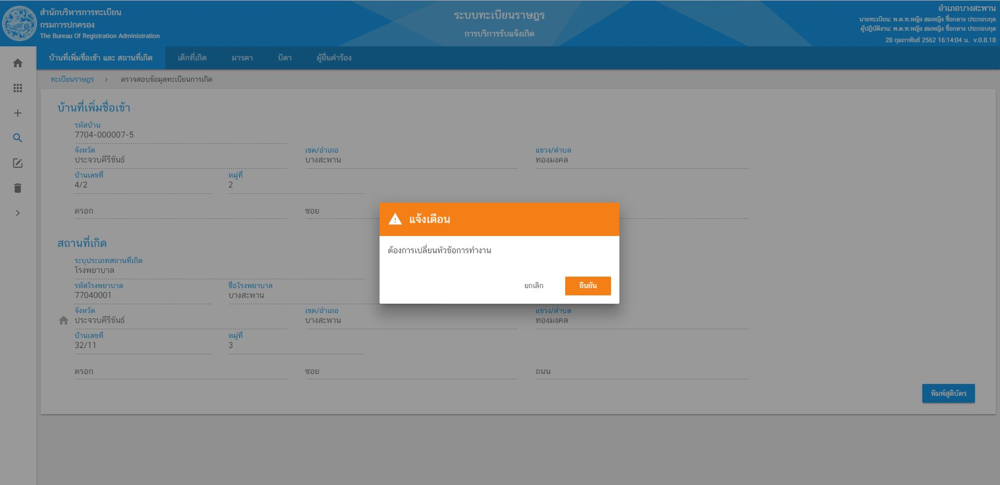 สำนักบริหารการทะเบียน
กรมการปกครอง
The Bureau Of Registration Administration
ระบบทะเบียนราษฎร
การบริการรับแจ้งเกิด
อำเภอบางสะพาน
นายทะเบียน: พ.ต.ท.หญิง สมหญิง ชื่อกลาง ประกอบกุล
ผู้ปฏิบัติงาน: พ.ต.ท.หญิง สมหญิง ชื่อกลาง ประกอบกุล
28 กุมภาพันธ์ 2562 16:14:04 น. v.0.8.18
บ้านที่เพิ่มชื่อเข้า และ สถานที่เกิด เด็กที่เกิด มารดา บิดา ผู้ยื่นคำร้อง
ทะเบียนราษฎร > ตรวจสอบข้อมูลทะเบียนการเกิด
บ้านที่เพิ่มชื่อเข้า
รหัสบ้าน
7704-000007-5
จังหวัด เขต/อำเภอ แขวง/ตำบล
ประจวบคีรีขันธ์ บางสะพาน ทองมงคล
บ้านเลขที่ หมู่ที่
4/2 2
ตรอก ซอย
แจ้งเตือน
ต้องการเปลี่ยนหัวข้อการทำงาน
ยกเลิก ยืนยัน
สถานที่เกิด
ระบุประเภทสถานที่เกิด
โรงพยาบาล
รหัสโรงพยาบาล ชื่อโรงพยาบาล
77040001 บางสะพาน
จังหวัด เขต/อำเภอ แขวง/ตำบล
ประจวบคีรีขันธ์ บางสะพาน ทองมงคล
บ้านเลขที่ หมู่ที่
32/11 3
ตรอก ซอย ถนน
พิมพ์สูติบัตร